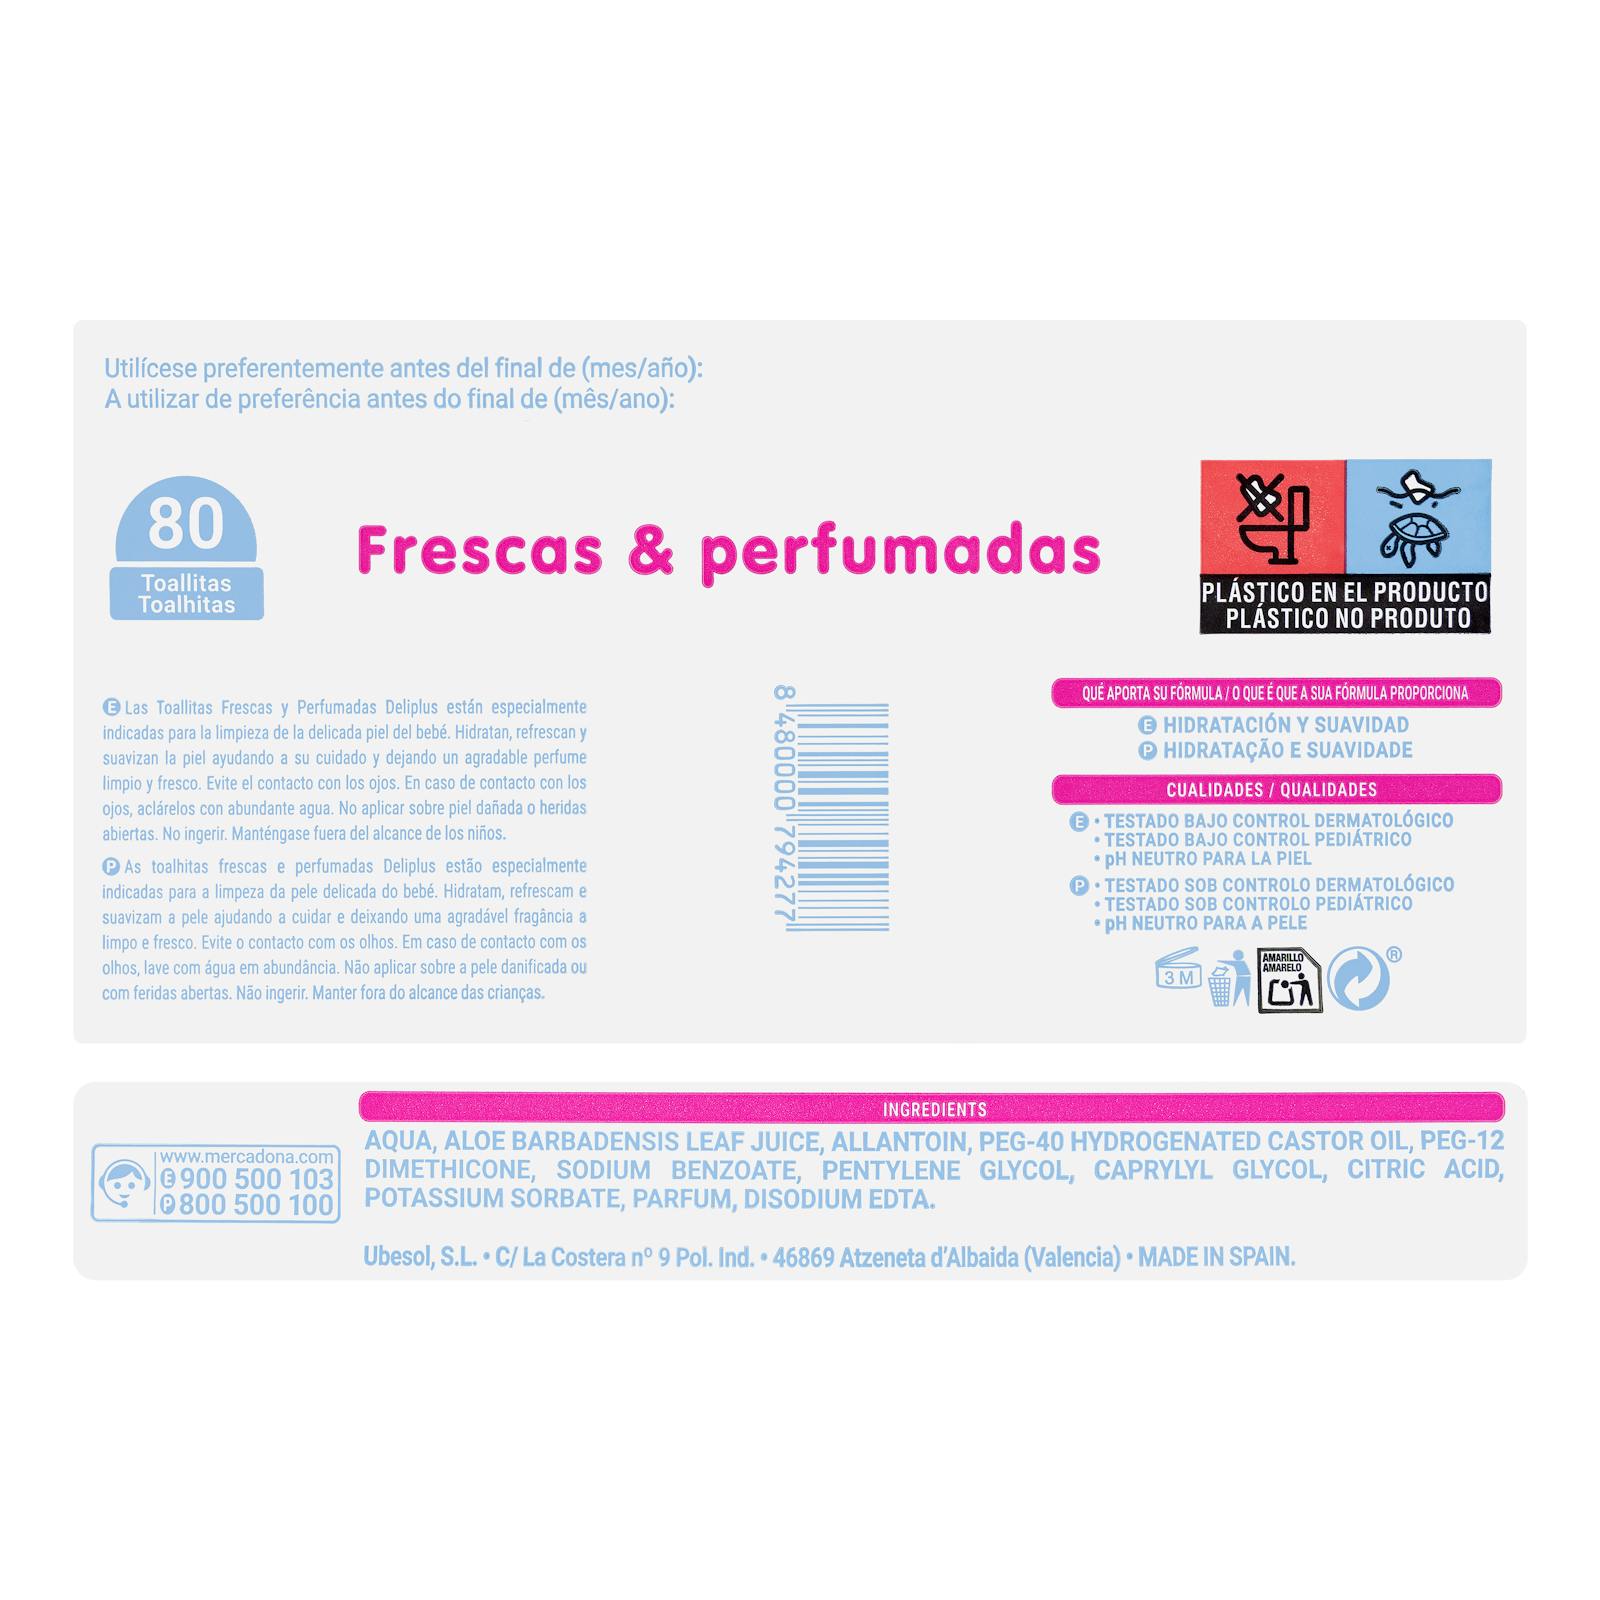 Utilícese preferentemente antes del final de (mes/año):
A utilizar de preferência antes do final de (mês/ano):
80
Toallitas
Toalhitas
Frescas & perfumadas
PLÁSTICO EN EL PRODUCTO
PLÁSTICO NO PRODUTO
E Las Toallitas Frescas y Perfumadas Deliplus están especialmente
indicadas para la limpieza de la delicada piel del bebé. Hidratan, refrescan y
suavizan la piel ayudando a su cuidado y dejando un agradable perfume
limpio y fresco. Evite el contacto con los ojos. En caso de contacto con los
ojos, aclárelos con abundante agua. No aplicar sobre piel dañada o heridas
abiertas. No ingerir. Manténgase fuera del alcance de los niños.
P As toalhitas frescas e perfumadas Deliplus estão especialmente
indicadas para a limpeza da pele delicada do bebé. Hidratam, refrescam e
suavizam a pele ajudando a cuidar e deixando uma agradável fragância a
limpo e fresco. Evite o contacto com os olhos. Em caso de contacto com os
olhos, lave com água em abundância. Não aplicar sobre a pele danificada ou
com feridas abertas. Não ingerir. Manter fora do alcance das crianças.
8 480000 794277
QUÉ APORTA SU FÓRMULA / O QUE É QUE A SUA FÓRMULA PROPORCIONA
E HIDRATACIÓN Y SUAVIDAD
P HIDRATAÇÃO E SUAVIDADE
CUALIDADES / QUALIDADES
E • TESTADO BAJO CONTROL DERMATOLÓGICO
• TESTADO BAJO CONTROL PEDIÁTRICO
• pH NEUTRO PARA LA PIEL
P • TESTADO SOB CONTROLO DERMATOLÓGICO
• TESTADO SOB CONTROLO PEDIÁTRICO
• pH NEUTRO PARA A PELE
3 M
AMARILLO
AMARELO
®
INGREDIENTS
AQUA, ALOE BARBADENSIS LEAF JUICE, ALLANTOIN, PEG-40 HYDROGENATED CASTOR OIL, PEG-12
DIMETHICONE, SODIUM BENZOATE, PENTYLENE GLYCOL, CAPRYLYL GLYCOL, CITRIC ACID,
POTASSIUM SORBATE, PARFUM, DISODIUM EDTA.
www.mercadona.com
E 900 500 103
P 800 500 100
Ubesol, S.L. • C/ La Costera nº 9 Pol. Ind. • 46869 Atzeneta d'Albaida (Valencia) • MADE IN SPAIN.